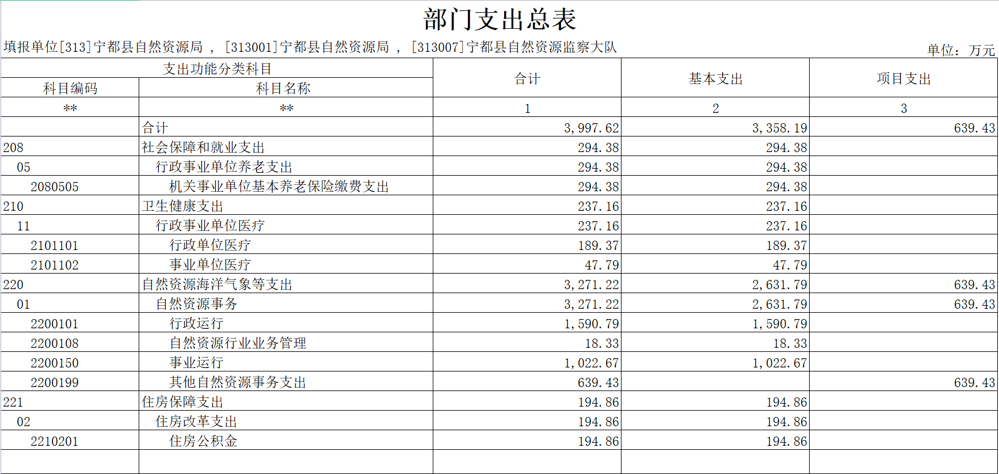 部门支出总表
填报单位[313]宁都县自然资源局 , [313001]宁都县自然资源局 , [313007]宁都县自然资源监察大队 单位：万元
支出功能分类科目 合计 基本支出 项目支出
科目编码 科目名称
** ** 1 2 3
合计 3,997.62 3,358.19 639.43
208 社会保障和就业支出 294.38 294.38
05 行政事业单位养老支出 294.38 294.38
2080505 机关事业单位基本养老保险缴费支出 294.38 294.38
210 卫生健康支出 237.16 237.16
11 行政事业单位医疗 237.16 237.16
2101101 行政单位医疗 189.37 189.37
2101102 事业单位医疗 47.79 47.79
220 自然资源海洋气象等支出 3,271.22 2,631.79 639.43
01 自然资源事务 3,271.22 2,631.79 639.43
2200101 行政运行 1,590.79 1,590.79
2200108 自然资源行业业务管理 18.33 18.33
2200150 事业运行 1,022.67 1,022.67
2200199 其他自然资源事务支出 639.43 639.43
221 住房保障支出 194.86 194.86
02 住房改革支出 194.86 194.86
2210201 住房公积金 194.86 194.86